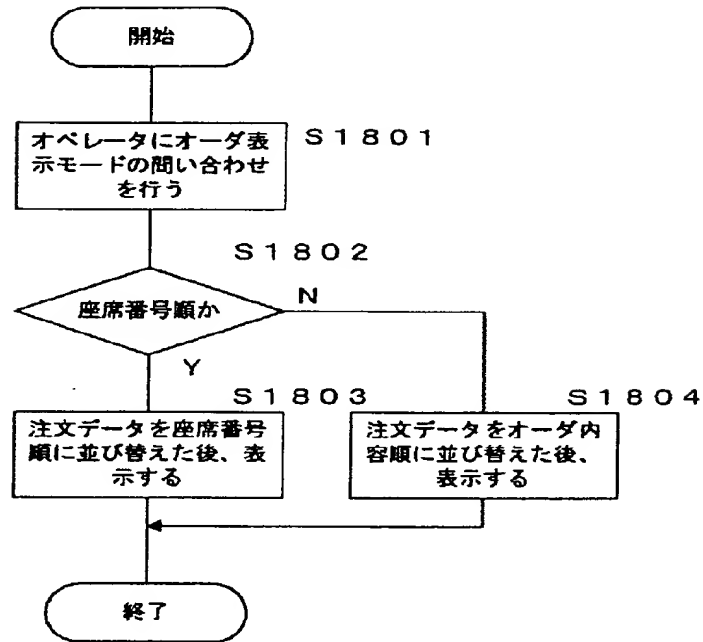 開始
オペレータにオーダ表
示モードの問い合わせ
を行う
S1801
S1802
座席番号順か
N
Y
S1803
注文データを座席番号
順に並び替えた後、表
示する
S1804
注文データをオーダ内
容順に並び替えた後、
表示する
終了